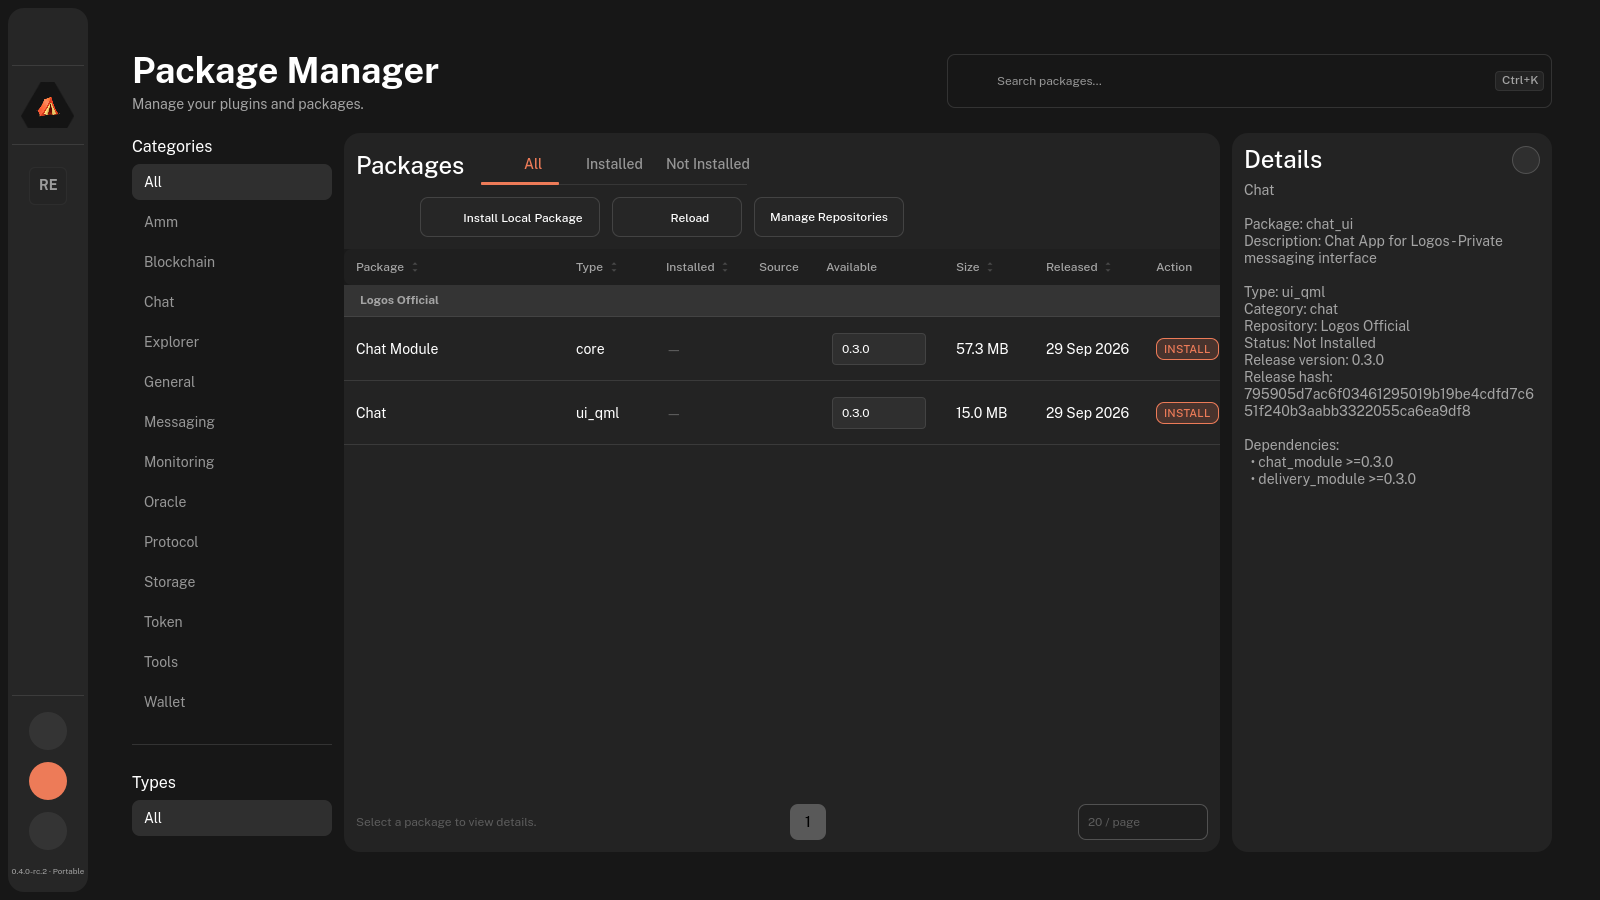 Package Manager
Manage your plugins and packages.
Search packages...
Ctrl+K
RE
Categories
All
Amm
Blockchain
Chat
Explorer
General
Messaging
Monitoring
Oracle
Protocol
Storage
Token
Tools
Wallet
Types
All
0.4.0-rc.2 · Portable
Packages
All
Installed
Not Installed
Install Local Package
Reload
Manage Repositories
Package Type Installed Source Available Size Released Action
Logos Official
Chat Module core — 0.3.0 57.3 MB 29 Sep 2026 INSTALL
Chat ui_qml — 0.3.0 15.0 MB 29 Sep 2026 INSTALL
Select a package to view details.
1
20 / page
Details
Chat
Package: chat_ui
Description: Chat App for Logos - Private
messaging interface
Type: ui_qml
Category: chat
Repository: Logos Official
Status: Not Installed
Release version: 0.3.0
Release hash:
795905d7ac6f03461295019b19be4cdfd7c6
51f240b3aabb3322055ca6ea9df8
Dependencies:
• chat_module >=0.3.0
• delivery_module >=0.3.0